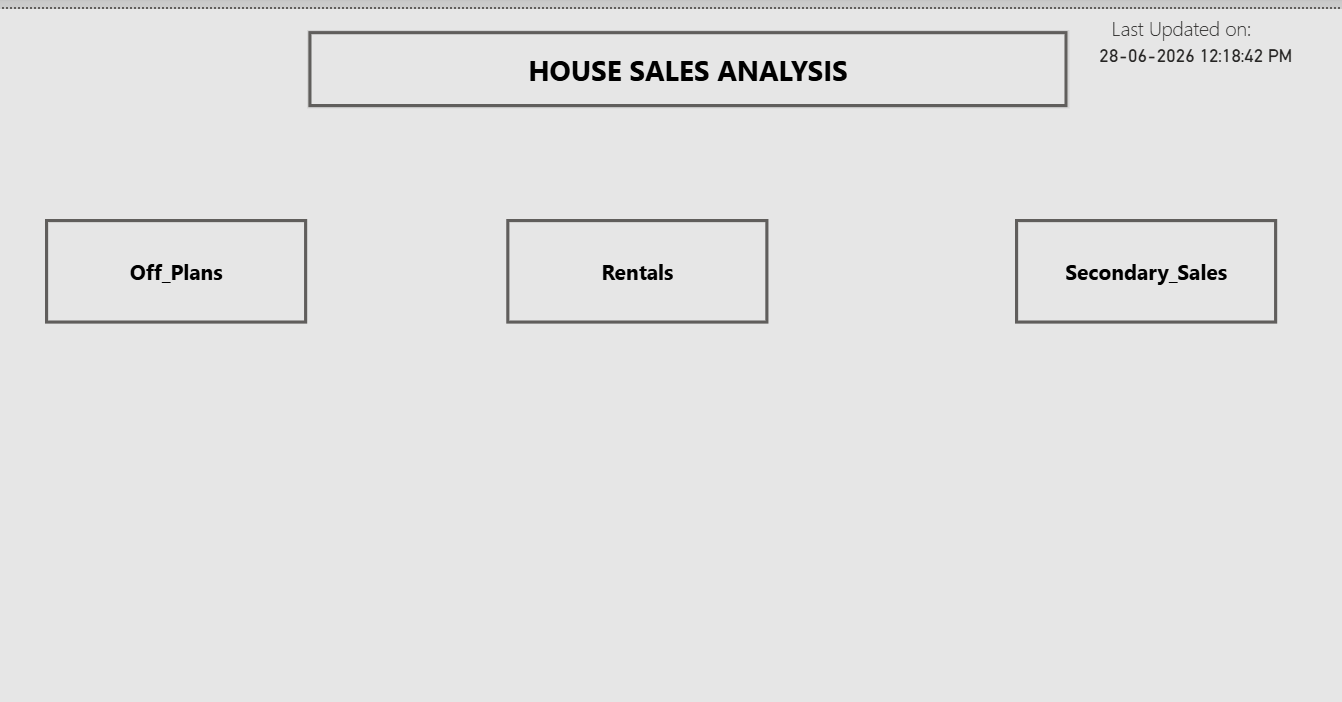 Last Updated on:
28-06-2026 12:18:42 PM
HOUSE SALES ANALYSIS
Off_Plans
Rentals
Secondary_Sales